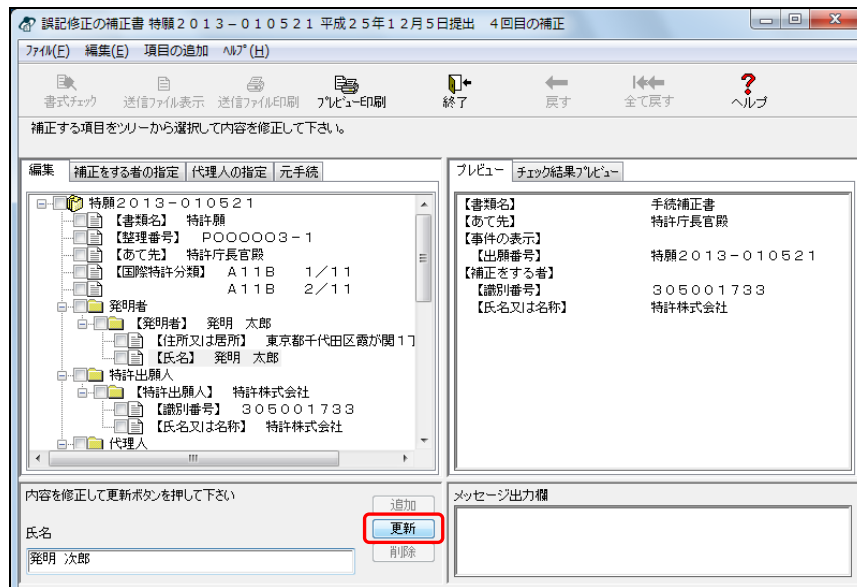 誤記修正の補正書 特願２０１３－０１０５２１ 平成２５年１２月５日提出　４回目の補正
ﾌｧｲﾙ(F)　編集(E)　項目の追加　ﾍﾙﾌﾟ(H)
書式ﾁｪｯｸ　送信ﾌｧｲﾙ表示　送信ﾌｧｲﾙ印刷　ﾌﾟﾚﾋﾞｭｰ印刷　終了　戻す　全て戻す　ヘルプ
補正する項目をツリーから選択して内容を修正して下さい。
編集　補正をする者の指定　代理人の指定　元手続
特願２０１３－０１０５２１
【書類名】　特許願
【整理番号】　Ｐ０００００３－１
【あて先】　特許庁長官殿
【国際特許分類】　Ａ１１Ｂ　１／１１
Ａ１１Ｂ　２／１１
発明者
【発明者】　発明　太郎
【住所又は居所】　東京都千代田区霞が関１丁
【氏名】　発明　太郎
特許出願人
【特許出願人】　特許株式会社
【識別番号】　３０５００１７３３
【氏名又は名称】　特許株式会社
代理人
プレビュー　ﾁｪｯｸ結果ﾌﾟﾚﾋﾞｭｰ
【書類名】　手続補正書
【あて先】　特許庁長官殿
【事件の表示】
【出願番号】　特願２０１３－０１０５２１
【補正をする者】
【識別番号】　３０５００１７３３
【氏名又は名称】　特許株式会社
内容を修正して更新ボタンを押して下さい
追加
氏名
更新
発明 次郎
削除
メッセージ出力欄